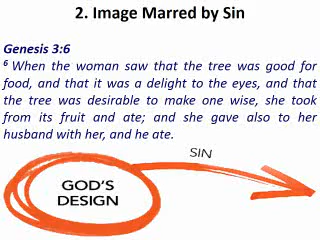 2. Image Marred by Sin
Genesis 3:6
6 When the woman saw that the tree was good for
food, and that it was a delight to the eyes, and that
the tree was desirable to make one wise, she took
from its fruit and ate; and she gave also to her
husband with her, and he ate.
SIN
GOD'S
DESIGN